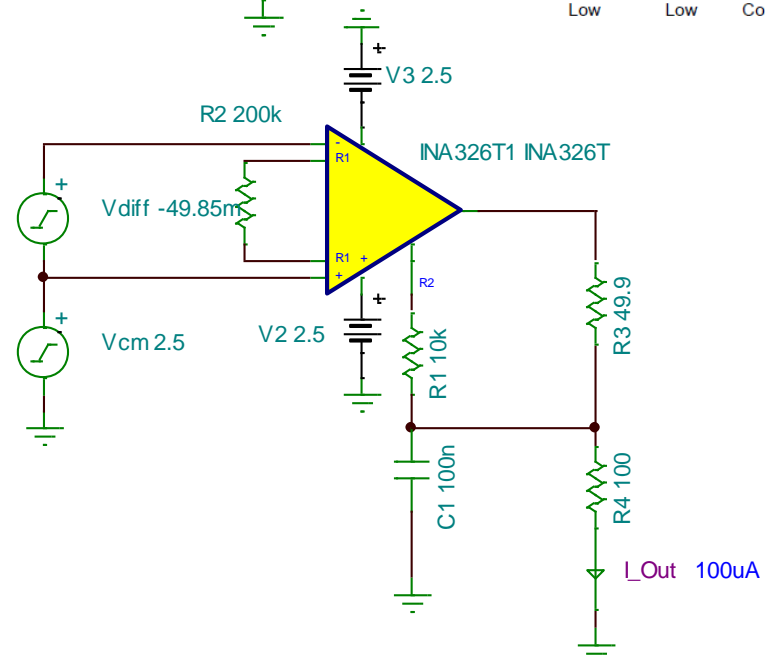 Low Low Co
V3 2.5
R2 200k
INA326T1 INA326T
-
R1
Vdiff -49.85m
R1 +
+
R2
R3 49.9
V2 2.5
Vcm 2.5
R1 10k
C1 100n
R4 100
I_Out 100uA